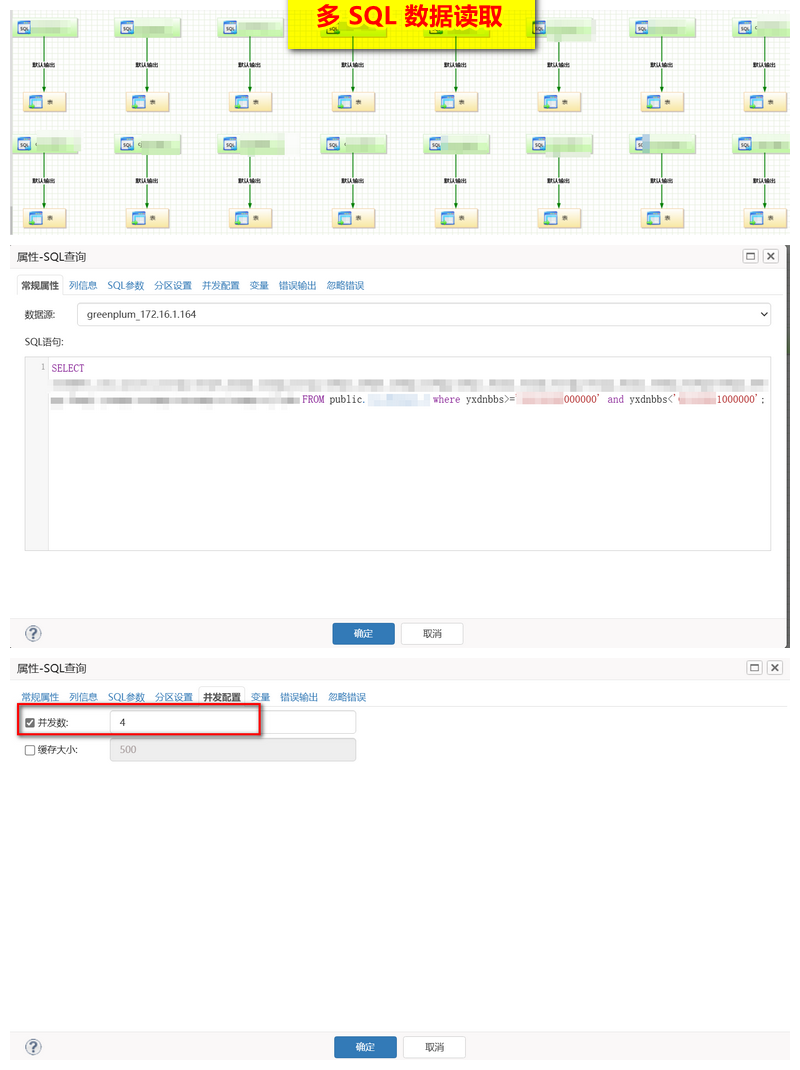 多 SQL 数据读取
SQL SQL SQL SQL SQL SQL SQL
默认输出 默认输出 默认输出 默认输出 默认输出 默认输出 默认输出 默认输出
表 表 表 表 表 表 表 表
SQL SQL SQL SQL SQL SQL SQL
默认输出 默认输出 默认输出 默认输出 默认输出 默认输出 默认输出 默认输出
表 表 表 表 表 表 表 表
属性-SQL查询
常规属性 列信息 SQL参数 分区设置 并发配置 变量 错误输出 忽略错误
数据源: greenplum_172.16.1.164
SQL语句:
1 SELECT
FROM public. where yxdnbbs>=' 000000' and yxdnbbs<' 1000000';
? 确定 取消
属性-SQL查询
常规属性 列信息 SQL参数 分区设置 并发配置 变量 错误输出 忽略错误
并发数: 4
缓存大小: 500
? 确定 取消